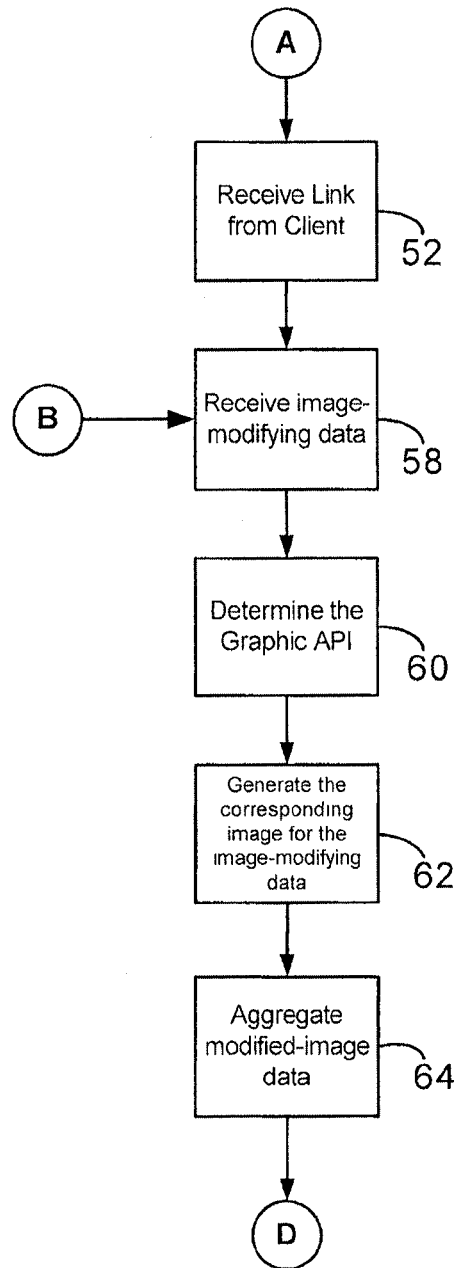 A
Receive Link
from Client
52
B
Receive image-
modifying data
58
Determine the
Graphic API
60
Generate the
corresponding
image for the
image-modifying
data
62
Aggregate
modified-image
data
64
D